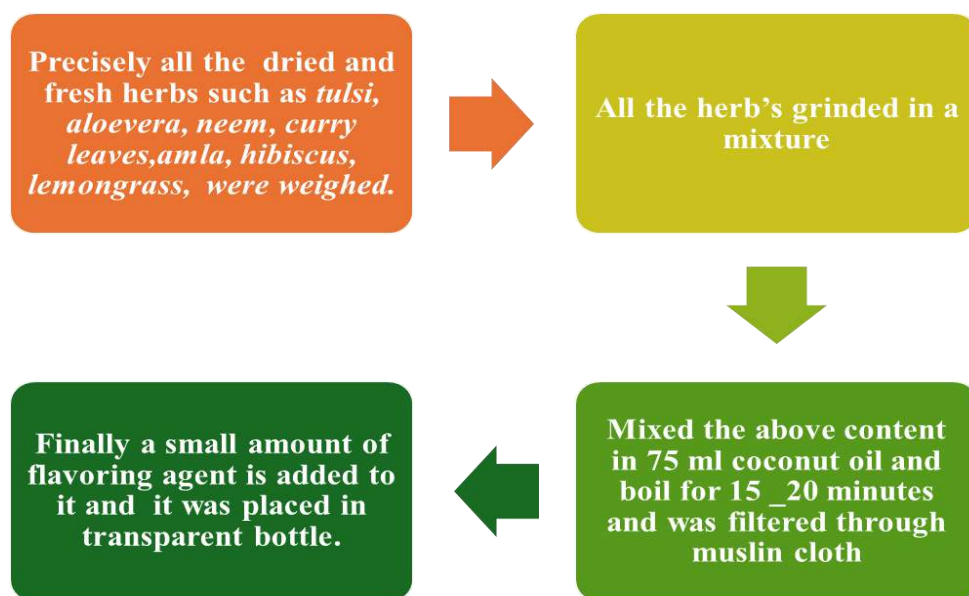 Precisely all the dried and
fresh herbs such as tulsi,
aloevera, neem, curry
leaves,amla, hibiscus,
lemongrass, were weighed.
All the herb's grinded in a
mixture
Mixed the above content
in 75 ml coconut oil and
boil for 15 _20 minutes
and was filtered through
muslin cloth
Finally a small amount of
flavoring agent is added to
it and it was placed in
transparent bottle.